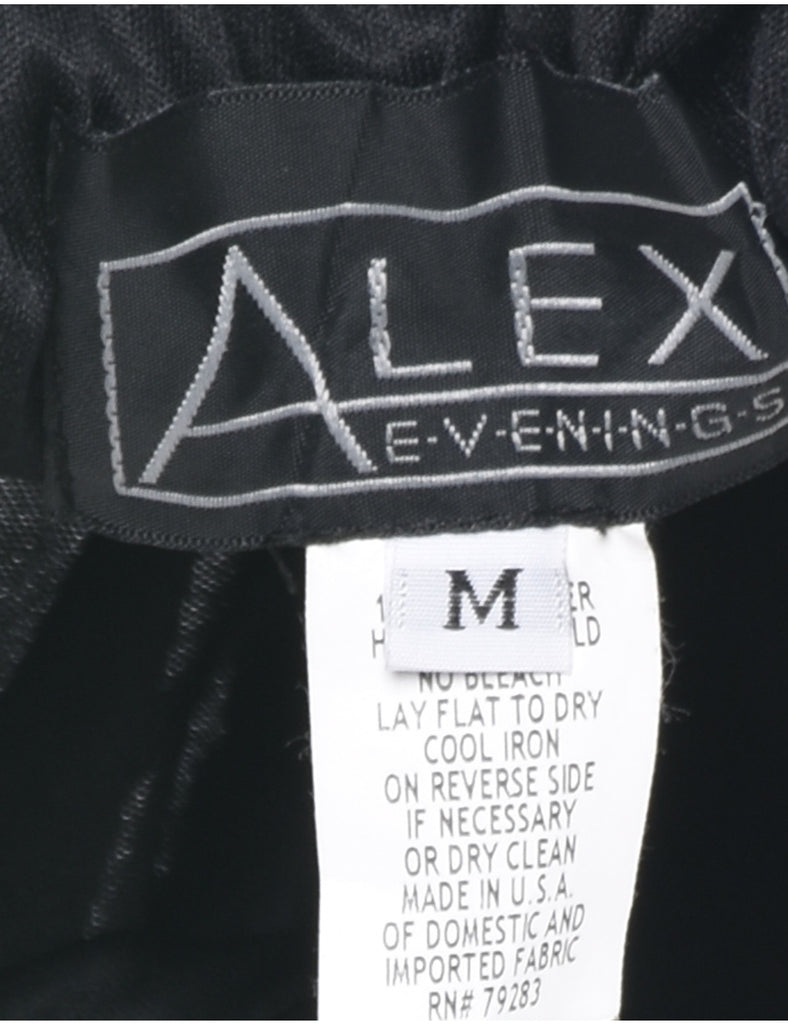 ALEX
E-V-E-N-I-N-G-S
M
NO BLEACH
LAY FLAT TO DRY
COOL IRON
ON REVERSE SIDE
IF NECESSARY
OR DRY CLEAN
MADE IN U.S.A.
OF DOMESTIC AND
IMPORTED FABRIC
RN# 79283